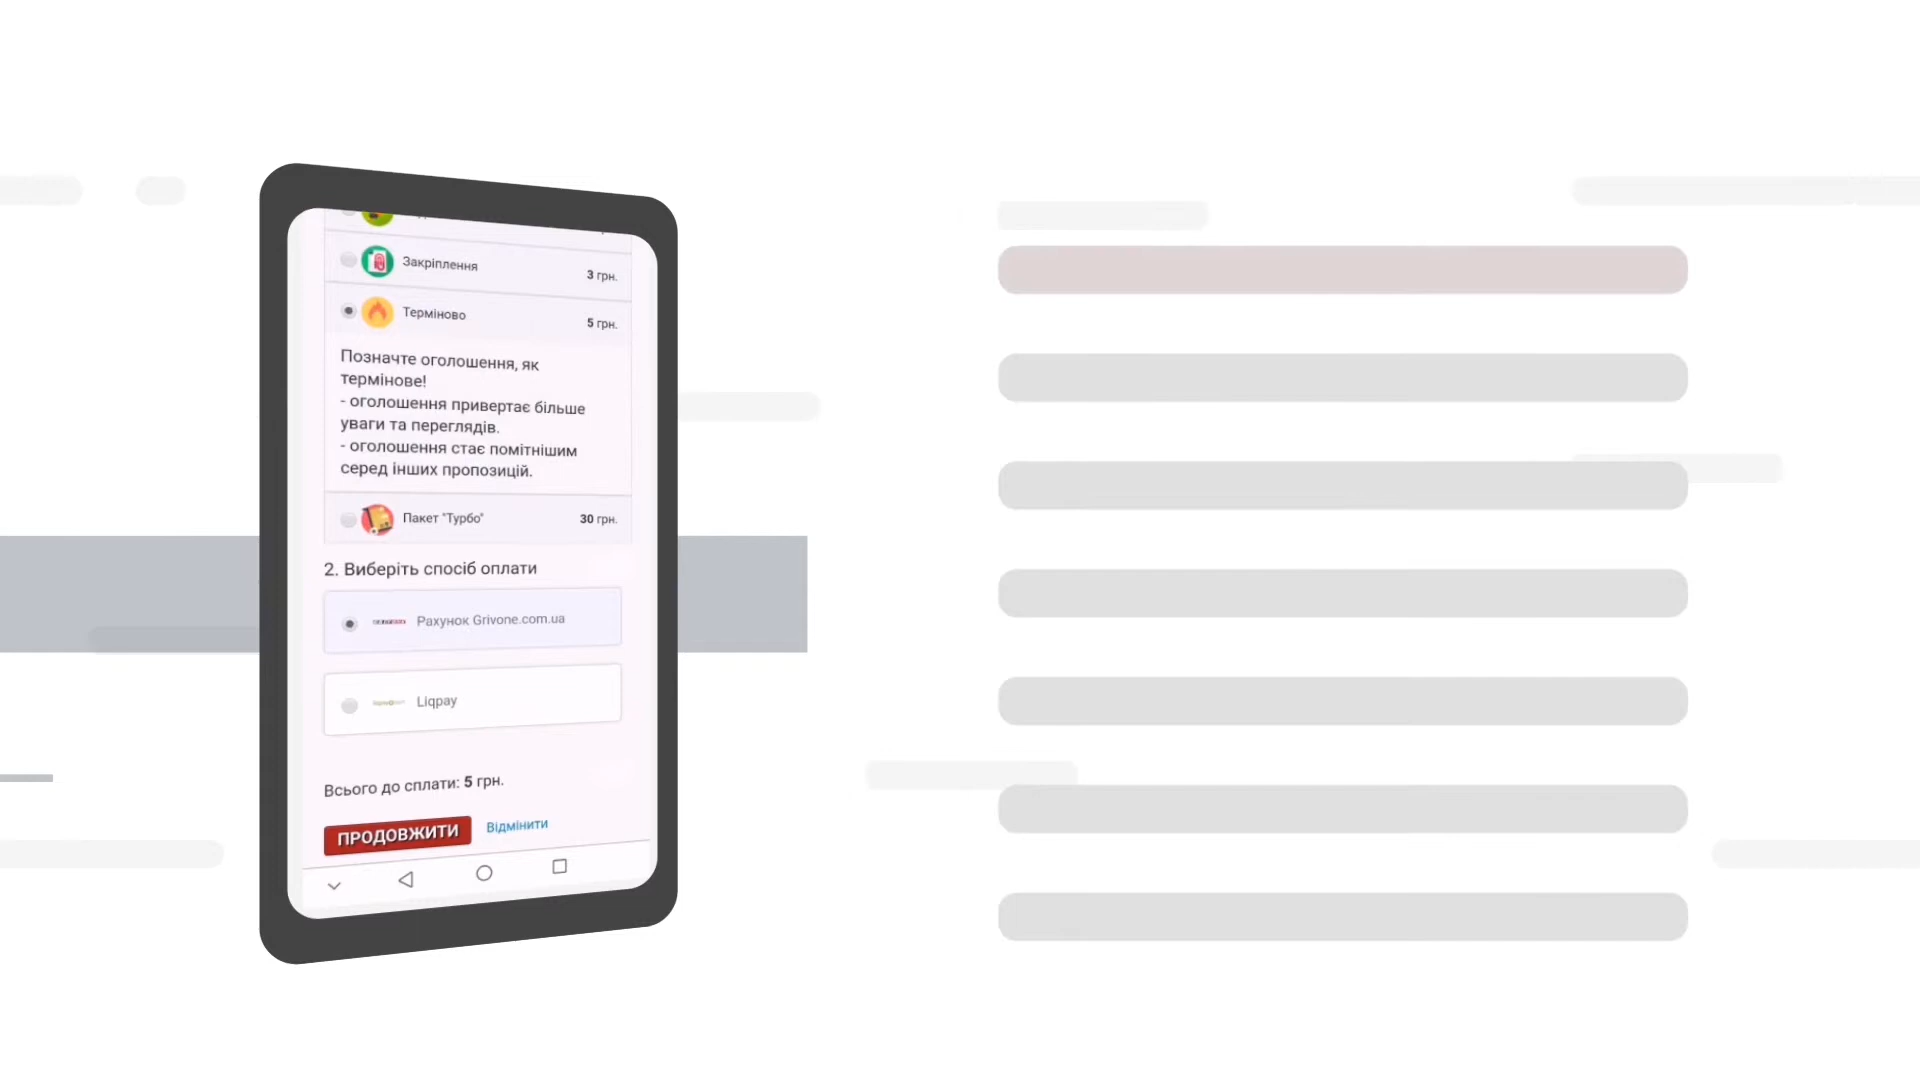 Закріплення 3 грн.
Терміново 5 грн.
Позначте оголошення, як
термінове!
- оголошення привертає більше
уваги та переглядів.
- оголошення стає помітнішим
серед інших пропозицій.
Пакет "Турбо" 30 грн.
2. Виберіть спосіб оплати
Рахунок Grivone.com.ua
Liqpay
Всього до сплати: 5 грн.
ПРОДОВЖИТИ Відмінити